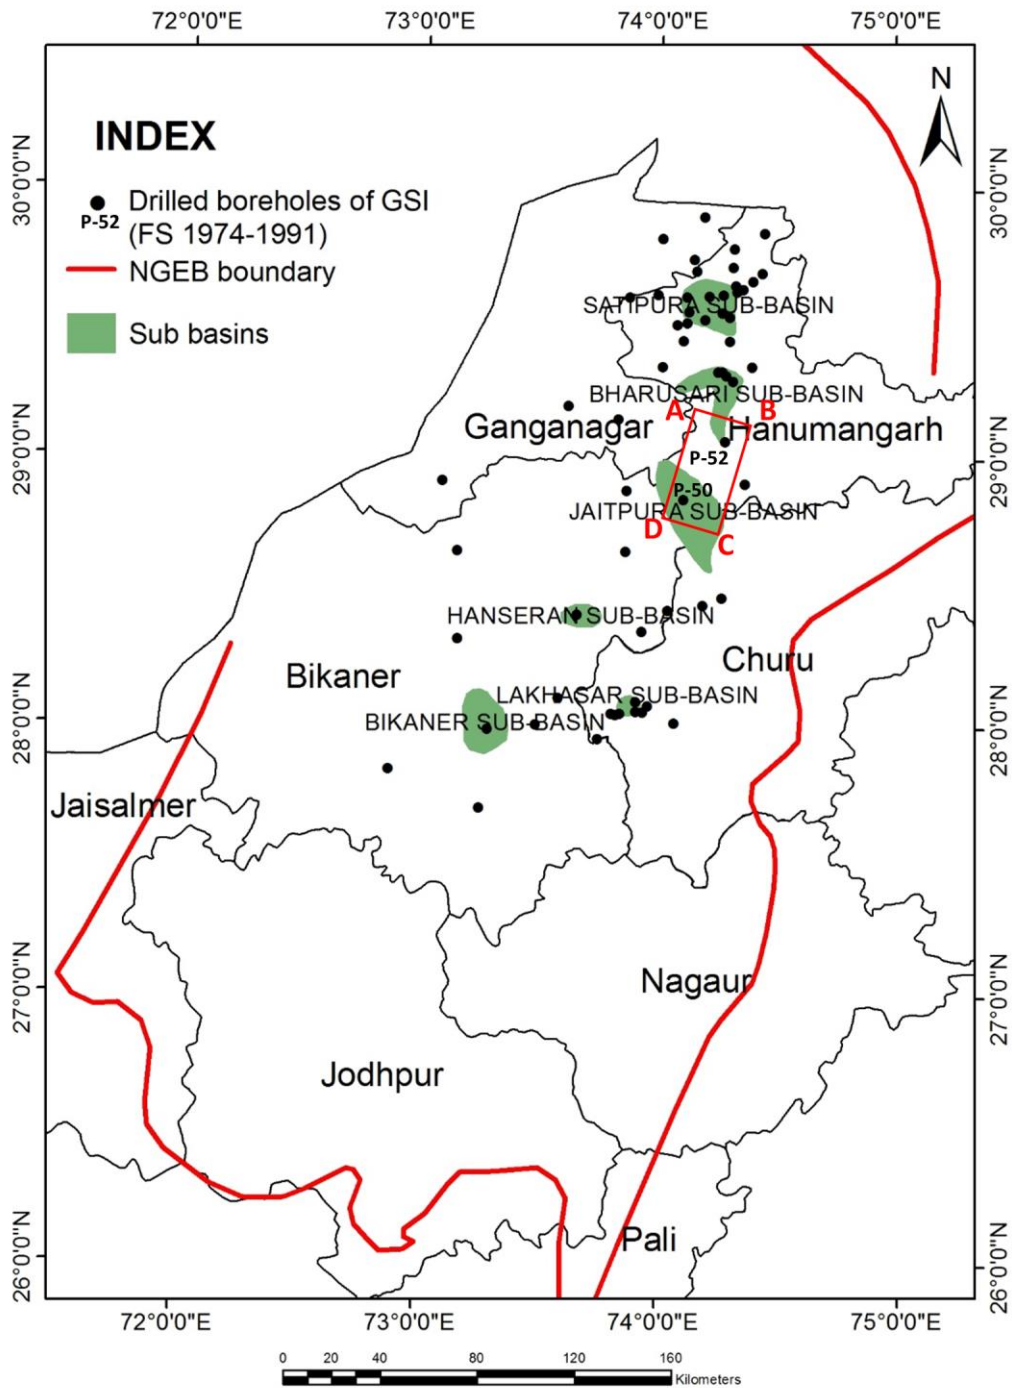 72°0'0"E 73°0'0"E 74°0'0"E 75°0'0"E
N
INDEX
Drilled boreholes of GSI
P-52
(FS 1974-1991)
NGEB boundary
Sub basins
30°0'0"N
30°0'0"N
SATIPURA SUB-BASIN
BHARUSARI SUB-BASIN
A
B
Ganganagar
Hanumangarh
29°0'0"N
29°0'0"N
P-52
P-50
JAITPURA SUB-BASIN
D
C
HANSERAN SUB-BASIN
Churu
Bikaner
LAKHASAR SUB-BASIN
BIKANER SUB-BASIN
28°0'0"N
28°0'0"N
Jaisalmer
Nagaur
27°0'0"N
27°0'0"N
Jodhpur
Pali
26°0'0"N
26°0'0"N
72°0'0"E 73°0'0"E 74°0'0"E 75°0'0"E
0 20 40 80 120 160
Kilometers